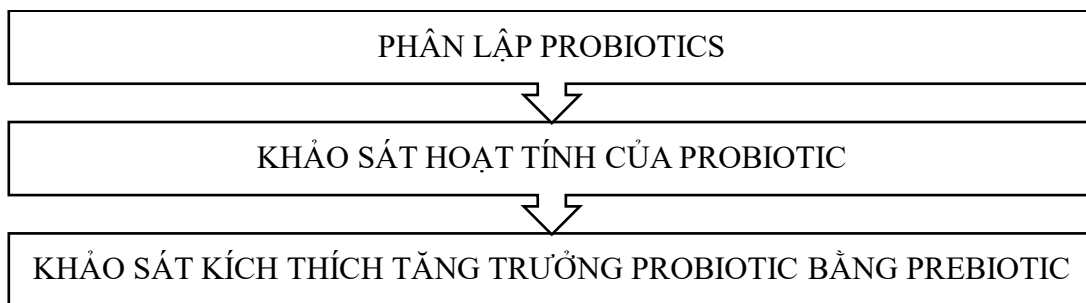 PHÂN LẬP PROBIOTICS
KHẢO SÁT HOẠT TÍNH CỦA PROBIOTIC
KHẢO SÁT KÍCH THÍCH TĂNG TRƯỞNG PROBIOTIC BẰNG PREBIOTIC